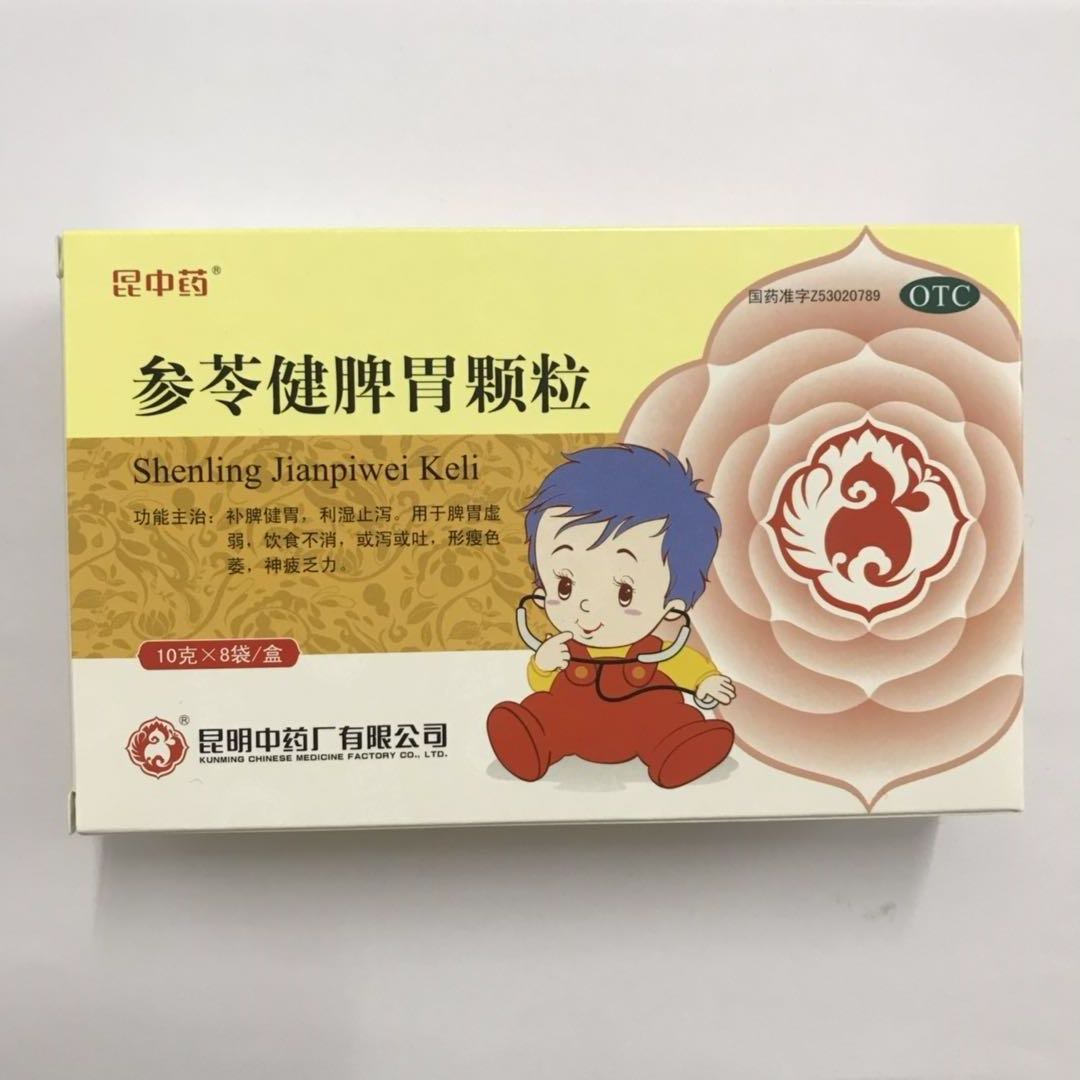 昆中药®
国药准字Z53020789 OTC
参苓健脾胃颗粒
Shenling Jianpiwei Keli
功能主治：补脾健胃，利湿止泻。用于脾胃虚
弱，饮食不消，或泻或吐，形瘦色
萎，神疲乏力。
10克×8袋/盒
®
昆明中药厂有限公司
KUNMING CHINESE MEDICINE FACTORY CO., LTD.